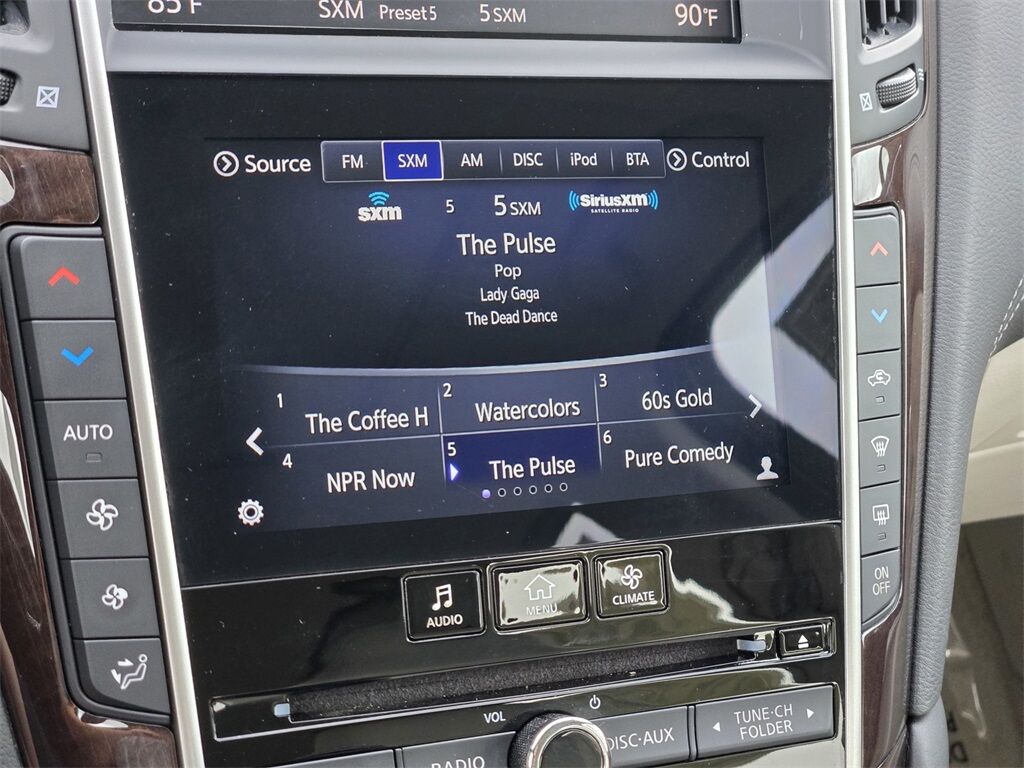 85°F SXM Preset5 5SXM 90°F
Source FM SXM AM DISC iPod BTA Control
sxm 5 5SXM SiriusXM
SATELLITE RADIO
The Pulse
Pop
Lady Gaga
The Dead Dance
1 The Coffee H 2 Watercolors 3 60s Gold
4 NPR Now 5 The Pulse 6 Pure Comedy
AUTO
ON
OFF
AUDIO MENU CLIMATE
VOL
RADIO DISC·AUX TUNE·CH
FOLDER